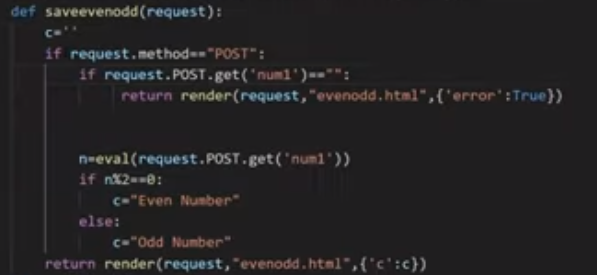 def saveevenodd(request):
    c=''
    if request.method=="POST":
        if request.POST.get('num1')=="":
            return render(request,"evenodd.html",{'error':True})
        n=eval(request.POST.get('num1'))
        if n%2==0:
            c="Even Number"
        else:
            c="Odd Number"
    return render(request,"evenodd.html",{'c':c})